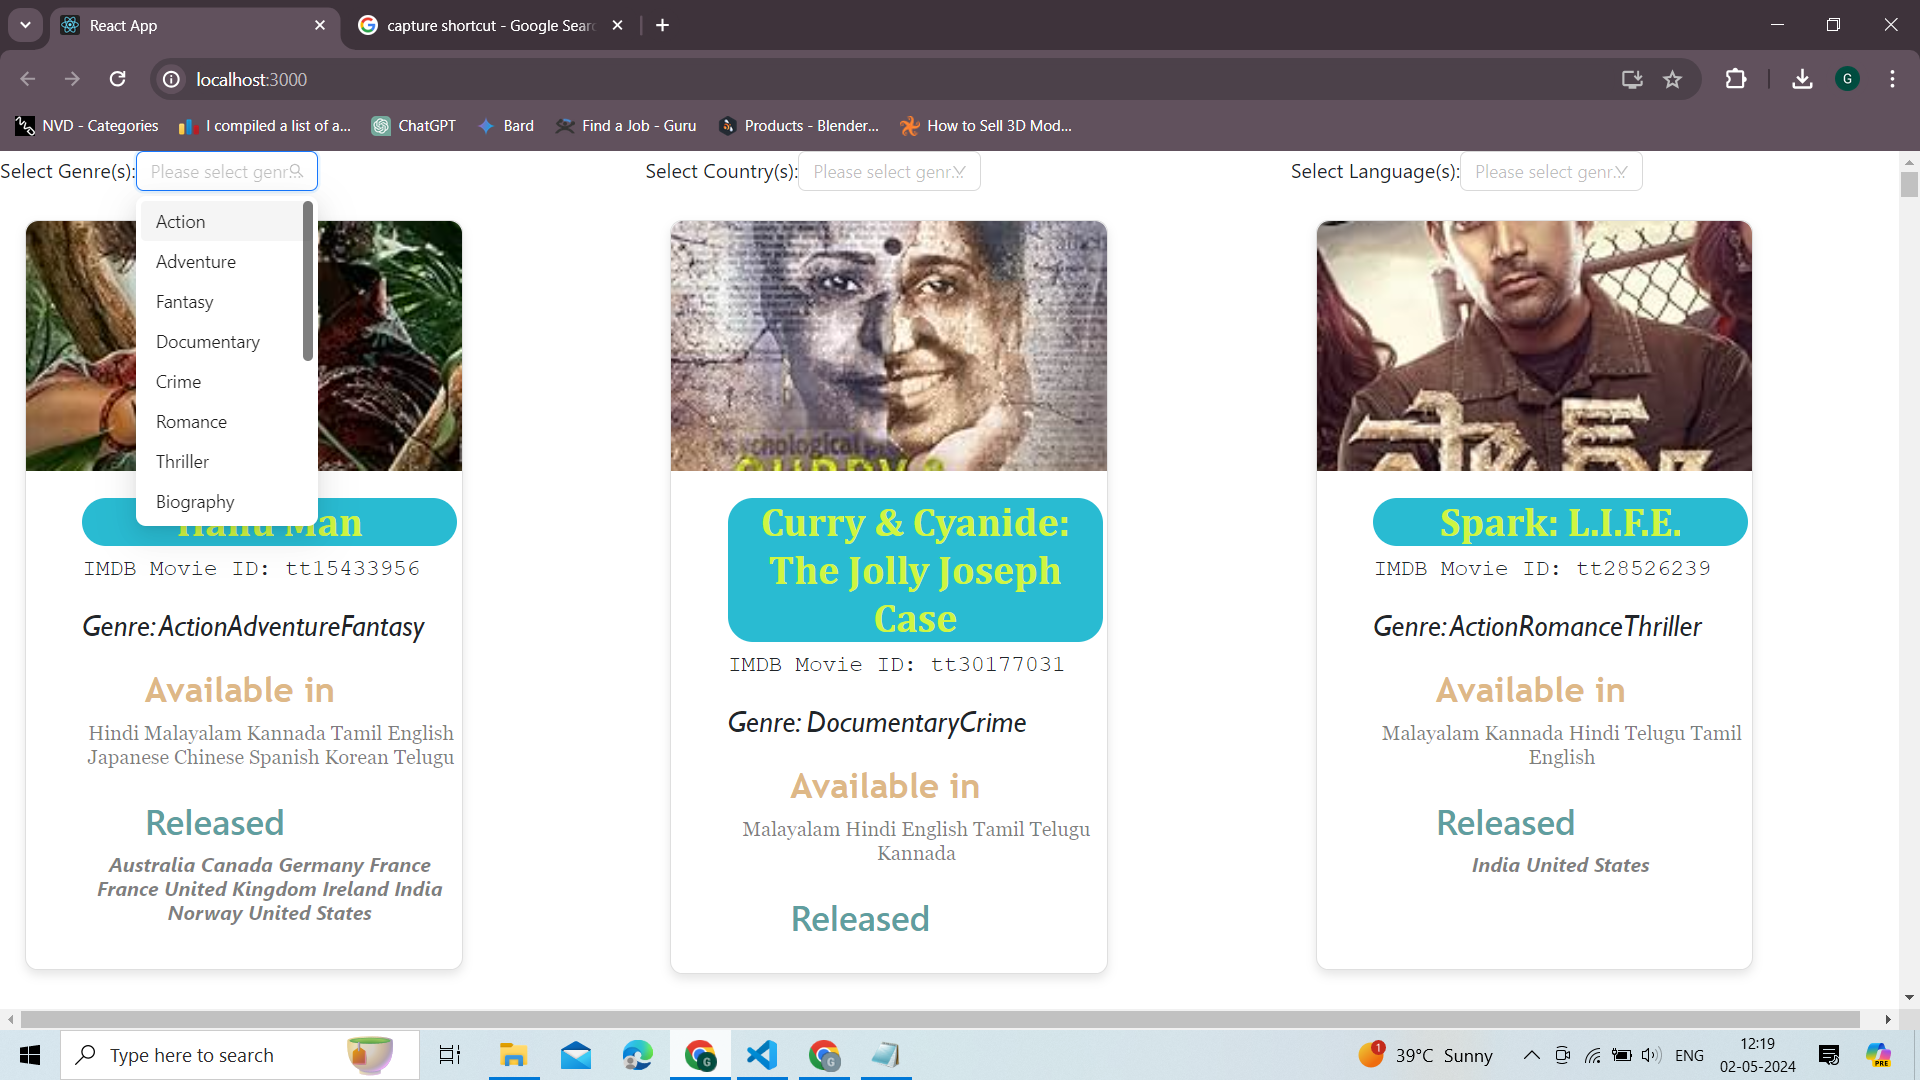 React App
capture shortcut - Google Sear
localhost:3000
G
NVD - Categories
I compiled a list of a...
ChatGPT
Bard
Find a Job - Guru
Products - Blender...
How to Sell 3D Mod...
Select Genre(s):
Please select genr...
Select Country(s):
Please select genr...
Select Language(s):
Please select genr...
Action
Adventure
Fantasy
Documentary
Crime
Romance
Thriller
Biography
Hand Man
IMDB Movie ID: tt15433956
Genre: ActionAdventureFantasy
Available in
Hindi Malayalam Kannada Tamil English
Japanese Chinese Spanish Korean Telugu
Released
Australia Canada Germany France
France United Kingdom Ireland India
Norway United States
Curry & Cyanide:
The Jolly Joseph
Case
IMDB Movie ID: tt30177031
Genre: DocumentaryCrime
Available in
Malayalam Hindi English Tamil Telugu
Kannada
Released
స్పార్క్
Spark: L.I.F.E.
IMDB Movie ID: tt28526239
Genre: ActionRomanceThriller
Available in
Malayalam Kannada Hindi Telugu Tamil
English
Released
India United States
Type here to search
G
G
1
39°C Sunny
ENG
12:19
02-05-2024
PRE